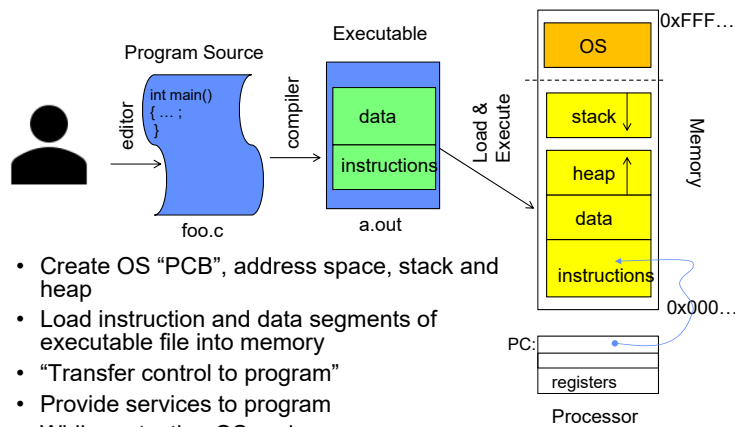 Program Source
Executable
0xFFF…
OS
int main()
{ … ;
}
editor
compiler
data
instructions
Load &
Execute
stack
heap
data
instructions
Memory
foo.c
a.out
0x000…
PC:
registers
Processor
• Create OS “PCB”, address space, stack and
heap
• Load instruction and data segments of
executable file into memory
• “Transfer control to program”
• Provide services to program